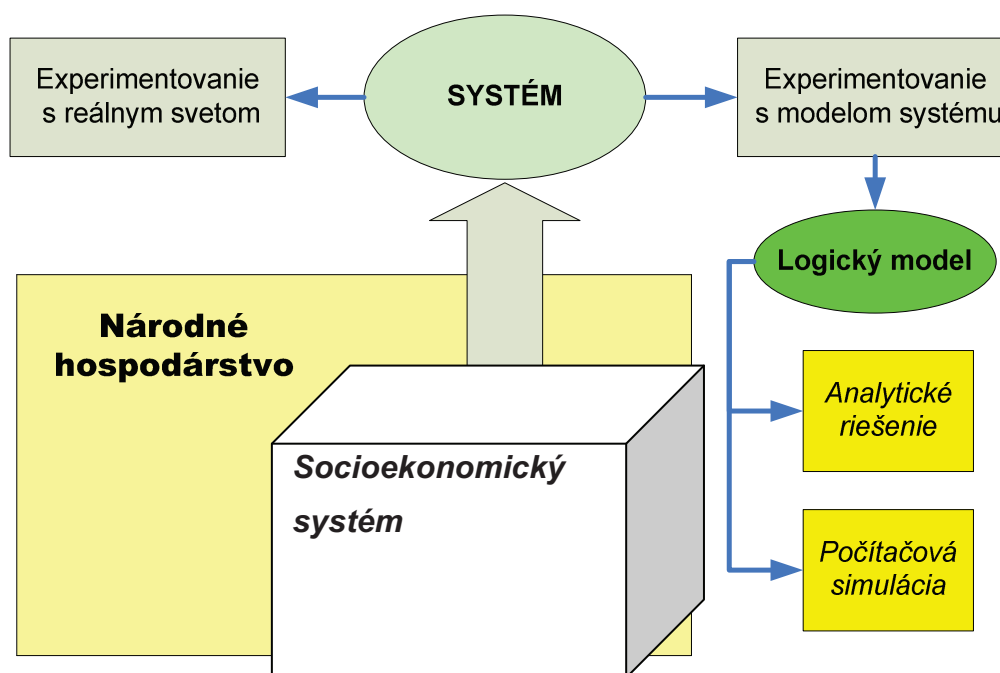 Experimentovanie
s reálnym svetom
SYSTÉM
Experimentovanie
s modelom systému
Logický model
Národné
hospodárstvo
Analytické
riešenie
Socioekonomický
systém
Počítačová
simulácia